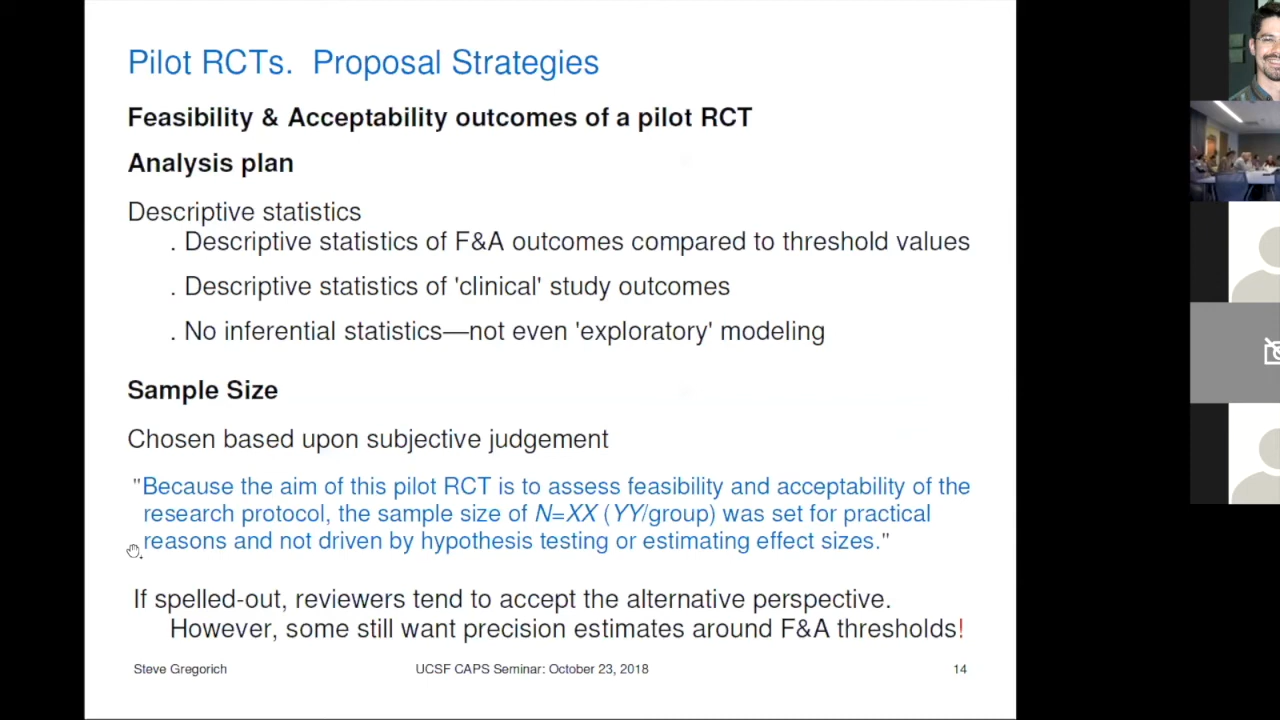 Pilot RCTs.  Proposal Strategies
Feasibility & Acceptability outcomes of a pilot RCT
Analysis plan
Descriptive statistics
. Descriptive statistics of F&A outcomes compared to threshold values
. Descriptive statistics of 'clinical' study outcomes
. No inferential statistics—not even 'exploratory' modeling
Sample Size
Chosen based upon subjective judgement
"Because the aim of this pilot RCT is to assess feasibility and acceptability of the
research protocol, the sample size of N=XX (YY/group) was set for practical
reasons and not driven by hypothesis testing or estimating effect sizes."
If spelled-out, reviewers tend to accept the alternative perspective.
However, some still want precision estimates around F&A thresholds!
Steve Gregorich UCSF CAPS Seminar: October 23, 2018 14